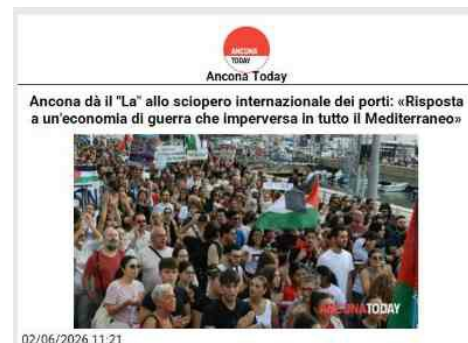 ANCONA
TODAY
Ancona Today
Ancona dà il "La" allo sciopero internazionale dei porti: «Risposta
a un'economia di guerra che imperversa in tutto il Mediterraneo»
ANCONATODAY
02/06/2026 11:21